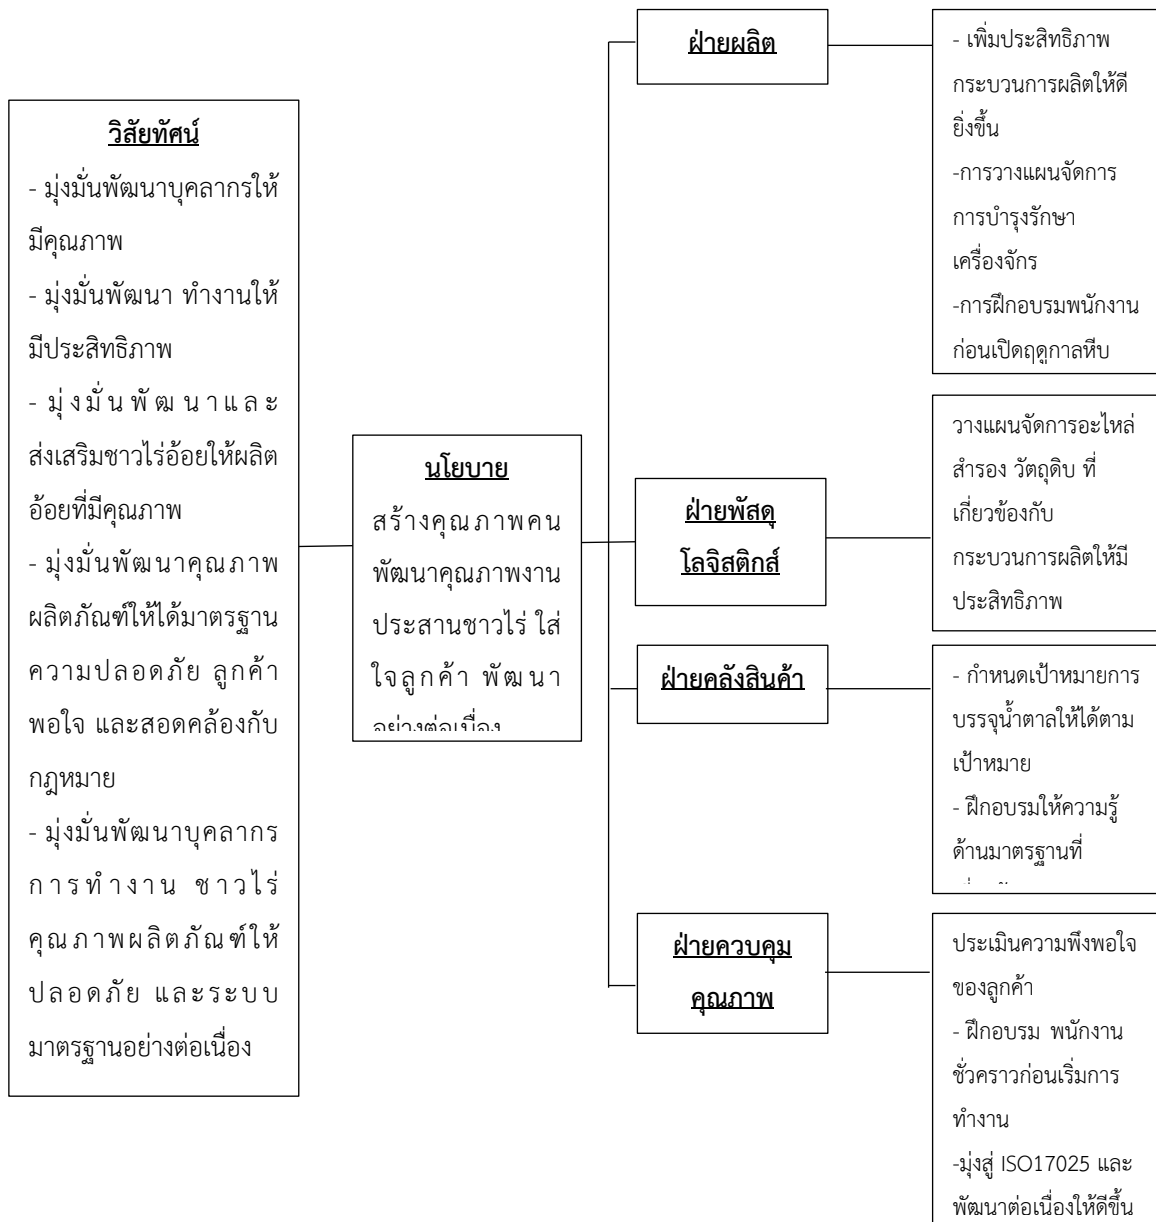 วิสัยทัศน์
- มุ่งมั่นพัฒนาบุคลากรให้
มีคุณภาพ
- มุ่งมั่นพัฒนา ทำงานให้
มีประสิทธิภาพ
- มุ่งมั่นพัฒนาและ
ส่งเสริมชาวไร่อ้อยให้ผลิต
อ้อยที่มีคุณภาพ
- มุ่งมั่นพัฒนาคุณภาพ
ผลิตภัณฑ์ให้ได้มาตรฐาน
ความปลอดภัย ลูกค้า
พอใจ และสอดคล้องกับ
กฎหมาย
- มุ่งมั่นพัฒนาบุคลากร
การทำงาน ชาวไร่
คุณภาพผลิตภัณฑ์ให้
ปลอดภัย และระบบ
มาตรฐานอย่างต่อเนื่อง
นโยบาย
สร้างคุณภาพคน
พัฒนาคุณภาพงาน
ประสานชาวไร่ ใส่
ใจลูกค้า พัฒนา
อย่างต่อเนื่อง
ฝ่ายผลิต
- เพิ่มประสิทธิภาพ
กระบวนการผลิตให้ดี
ยิ่งขึ้น
-การวางแผนจัดการ
การบำรุงรักษา
เครื่องจักร
-การฝึกอบรมพนักงาน
ก่อนเปิดฤดูกาลหีบ
ฝ่ายพัสดุ
โลจิสติกส์
วางแผนจัดการอะไหล่
สำรอง วัตถุดิบ ที่
เกี่ยวข้องกับ
กระบวนการผลิตให้มี
ประสิทธิภาพ
ฝ่ายคลังสินค้า
- กำหนดเป้าหมายการ
บรรจุน้ำตาลให้ได้ตาม
เป้าหมาย
- ฝึกอบรมให้ความรู้
ด้านมาตรฐานที่
ฝ่ายควบคุม
คุณภาพ
ประเมินความพึงพอใจ
ของลูกค้า
- ฝึกอบรม พนักงาน
ชั่วคราวก่อนเริ่มการ
ทำงาน
-มุ่งสู่ ISO17025 และ
พัฒนาต่อเนื่องให้ดีขึ้น